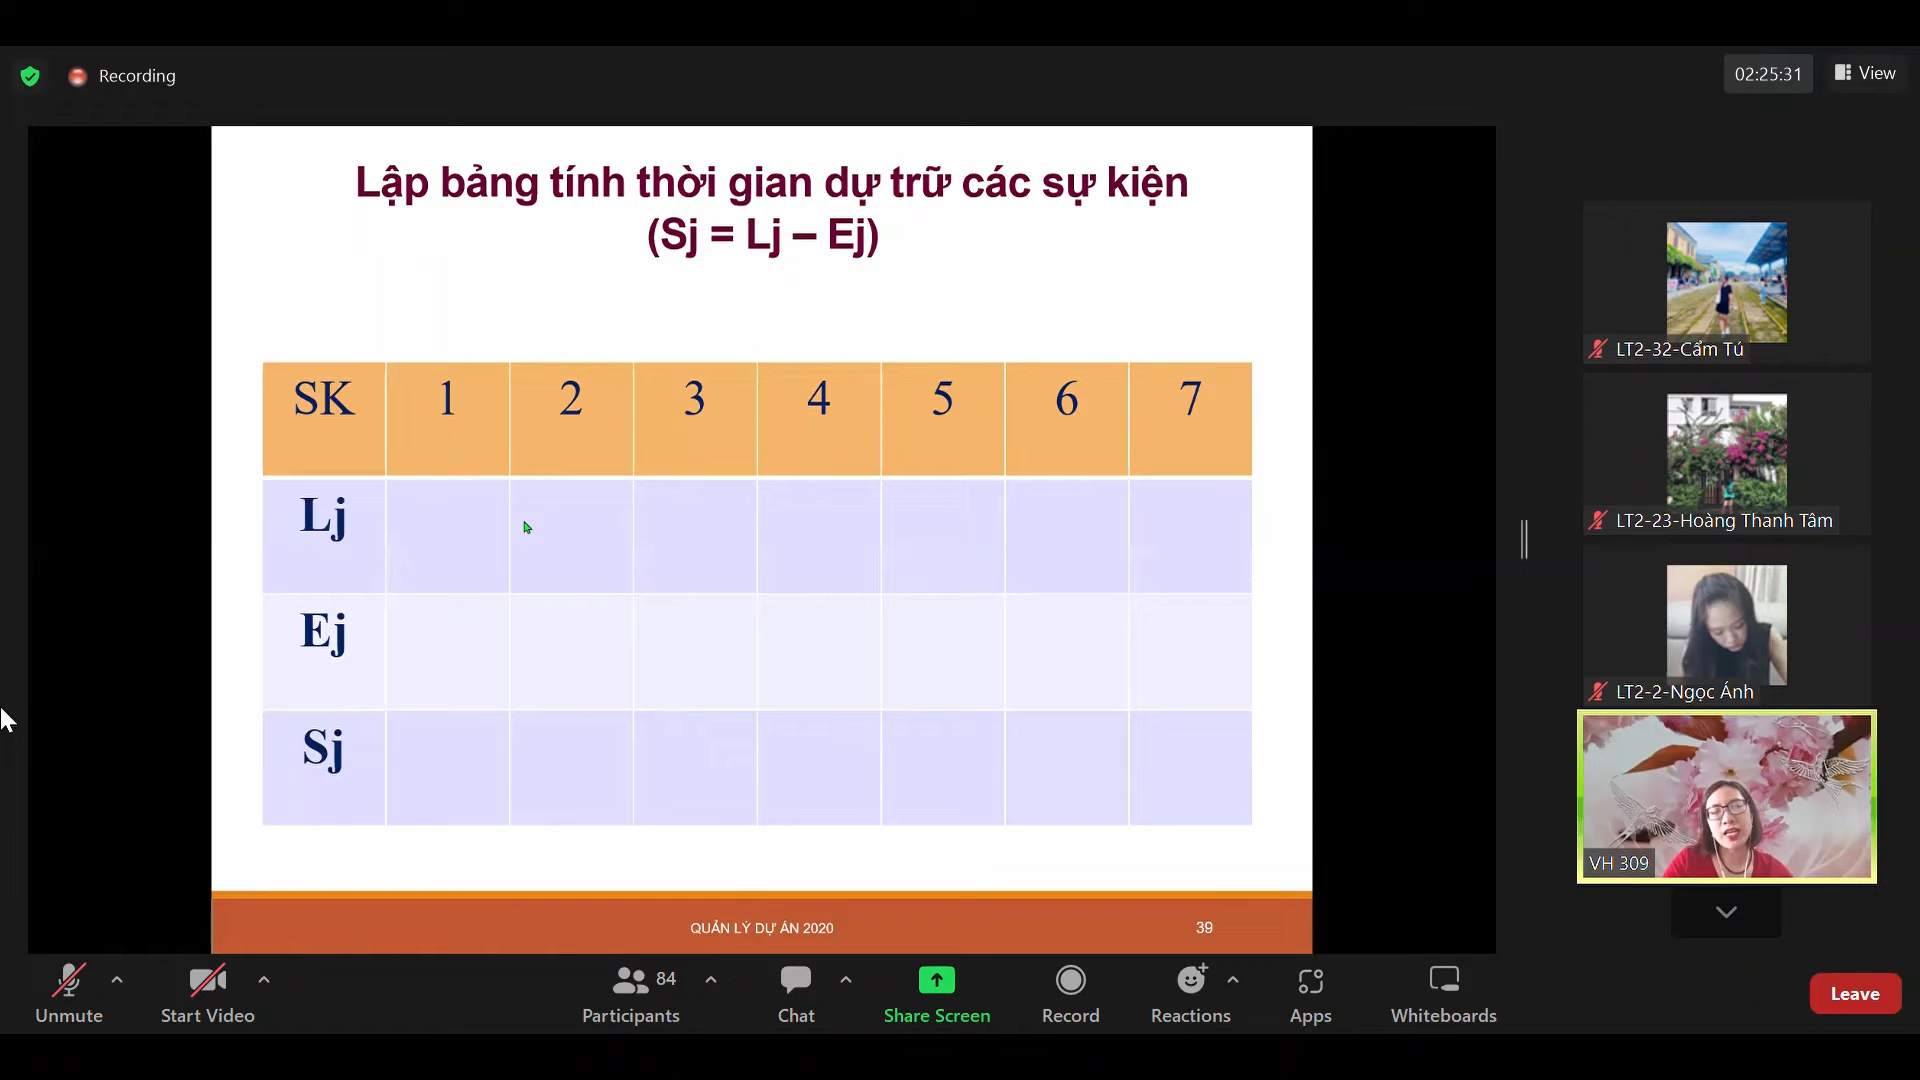 Recording
02:25:31
View
Lập bảng tính thời gian dự trữ các sự kiện
(Sj = Lj – Ej)
SK 1 2 3 4 5 6 7
Lj
Ej
Sj
QUẢN LÝ DỰ ÁN 2020
39
LT2-32-Cẩm Tú
LT2-23-Hoàng Thanh Tâm
LT2-2-Ngọc Ánh
VH 309
Unmute
Start Video
84
Participants
Chat
Share Screen
Record
Reactions
Apps
Whiteboards
Leave